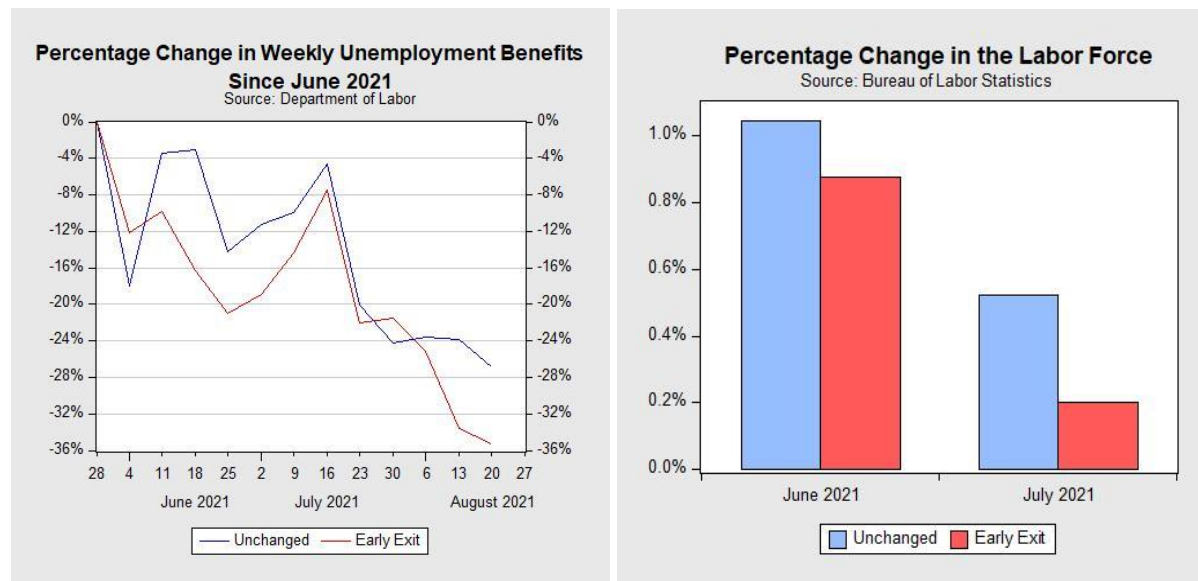 Percentage Change in Weekly Unemployment Benefits
Since June 2021
Source: Department of Labor
0% 0%
-4% -4%
-8% -8%
-12% -12%
-16% -16%
-20% -20%
-24% -24%
-28% -28%
-32% -32%
-36% -36%
28 4 11 18 25 2 9 16 23 30 6 13 20 27
June 2021 July 2021 August 2021
Unchanged Early Exit
Percentage Change in the Labor Force
Source: Bureau of Labor Statistics
1.0%
0.8%
0.6%
0.4%
0.2%
0.0%
June 2021 July 2021
Unchanged Early Exit